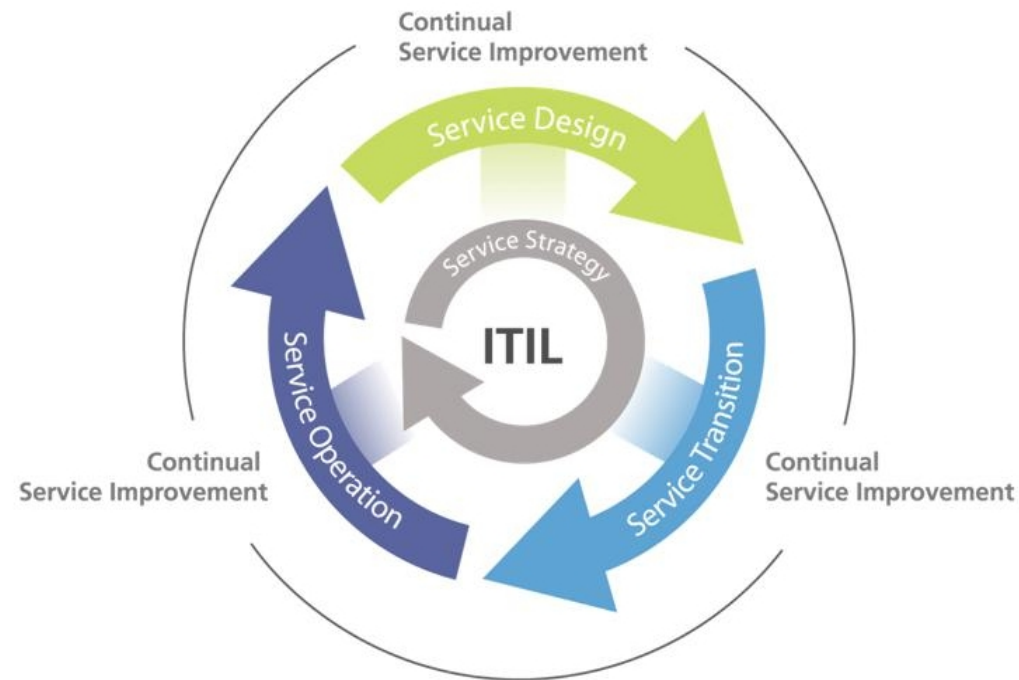 Continual
Service Improvement
Service Design
Service Strategy
ITIL
Service Operation
Service Transition
Continual
Service Improvement
Continual
Service Improvement